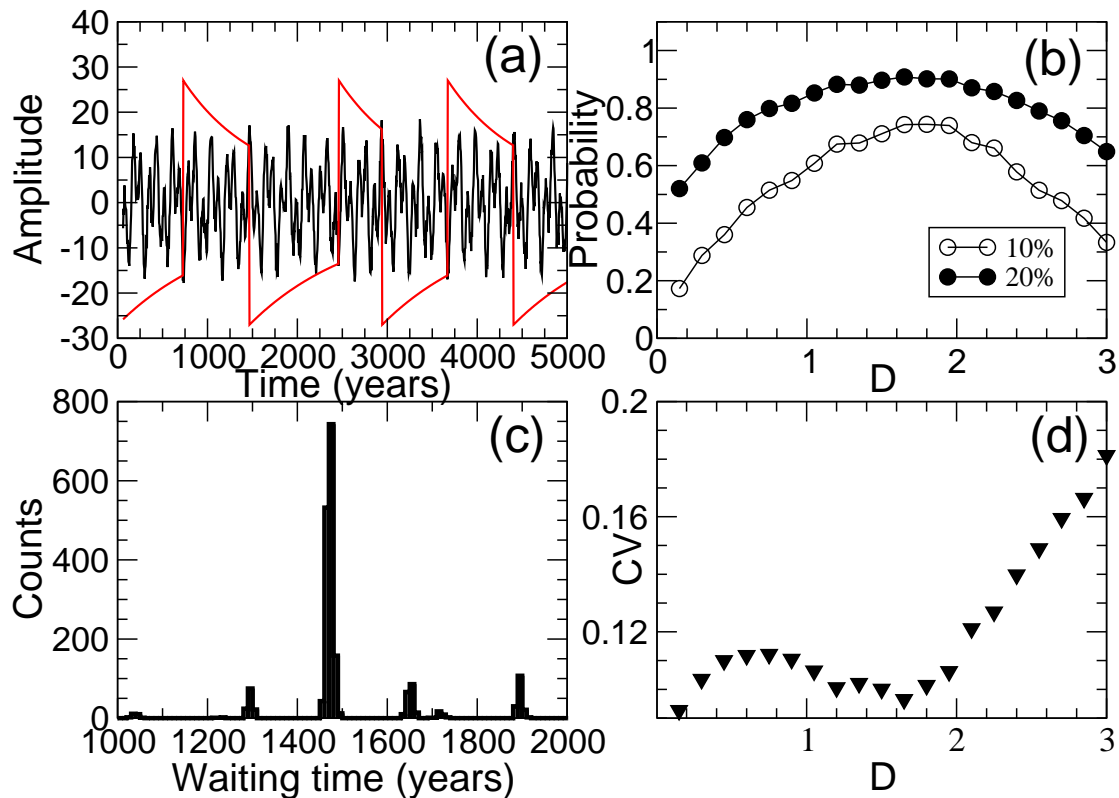 (a)
Amplitude
40
30
20
10
0
-10
-20
-30
0 1000 2000 3000 4000 5000
Time (years)
(b)
Probability
1
0.8
0.6
0.4
0.2
0
10%
20%
0 1 2 3
D
(c)
Counts
800
600
400
200
0
1000 1200 1400 1600 1800 2000
Waiting time (years)
(d)
CV
0.2
0.16
0.12
1 2 3
D